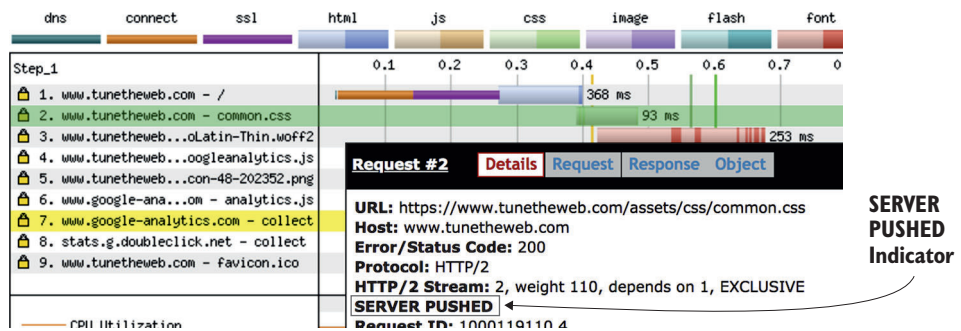 dns connect ssl html js css image flash font
Step_1 0.1 0.2 0.3 0.4 0.5 0.6 0.7 0
1. www.tunetheweb.com - / 368 ms
2. www.tunetheweb.com - common.css 93 ms
3. www.tunetheweb...oLatin-Thin.woff2 253 ms
4. www.tunetheweb...oogleanalytics.js
5. www.tunetheweb...con-48-202352.png
6. www.google-ana...om - analytics.js
7. www.google-analytics.com - collect
8. stats.g.doubleclick.net - collect
9. www.tunetheweb.com - favicon.ico
CPU Utilization
Request #2 Details Request Response Object
URL: https://www.tunetheweb.com/assets/css/common.css
Host: www.tunetheweb.com
Error/Status Code: 200
Protocol: HTTP/2
HTTP/2 Stream: 2, weight 110, depends on 1, EXCLUSIVE
SERVER PUSHED
Request ID: 1000119110.4
SERVER
PUSHED
Indicator